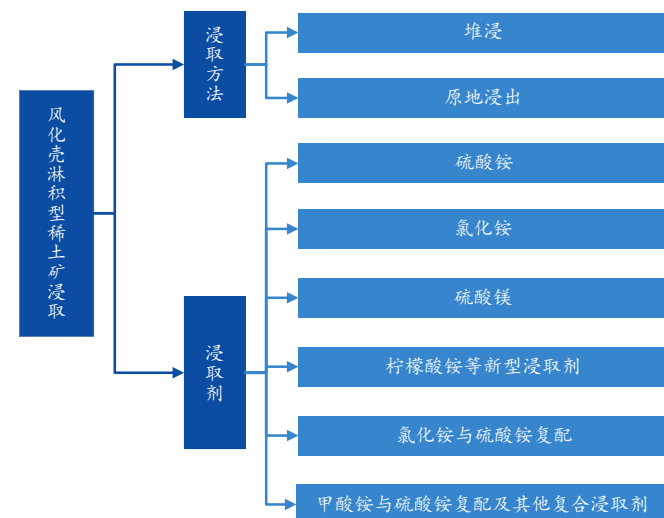 风化壳淋积型稀土矿浸取
浸取方法
堆浸
原地浸出
浸取剂
硫酸铵
氯化铵
硫酸镁
柠檬酸铵等新型浸取剂
氯化铵与硫酸铵复配
甲酸铵与硫酸铵复配及其他复合浸取剂